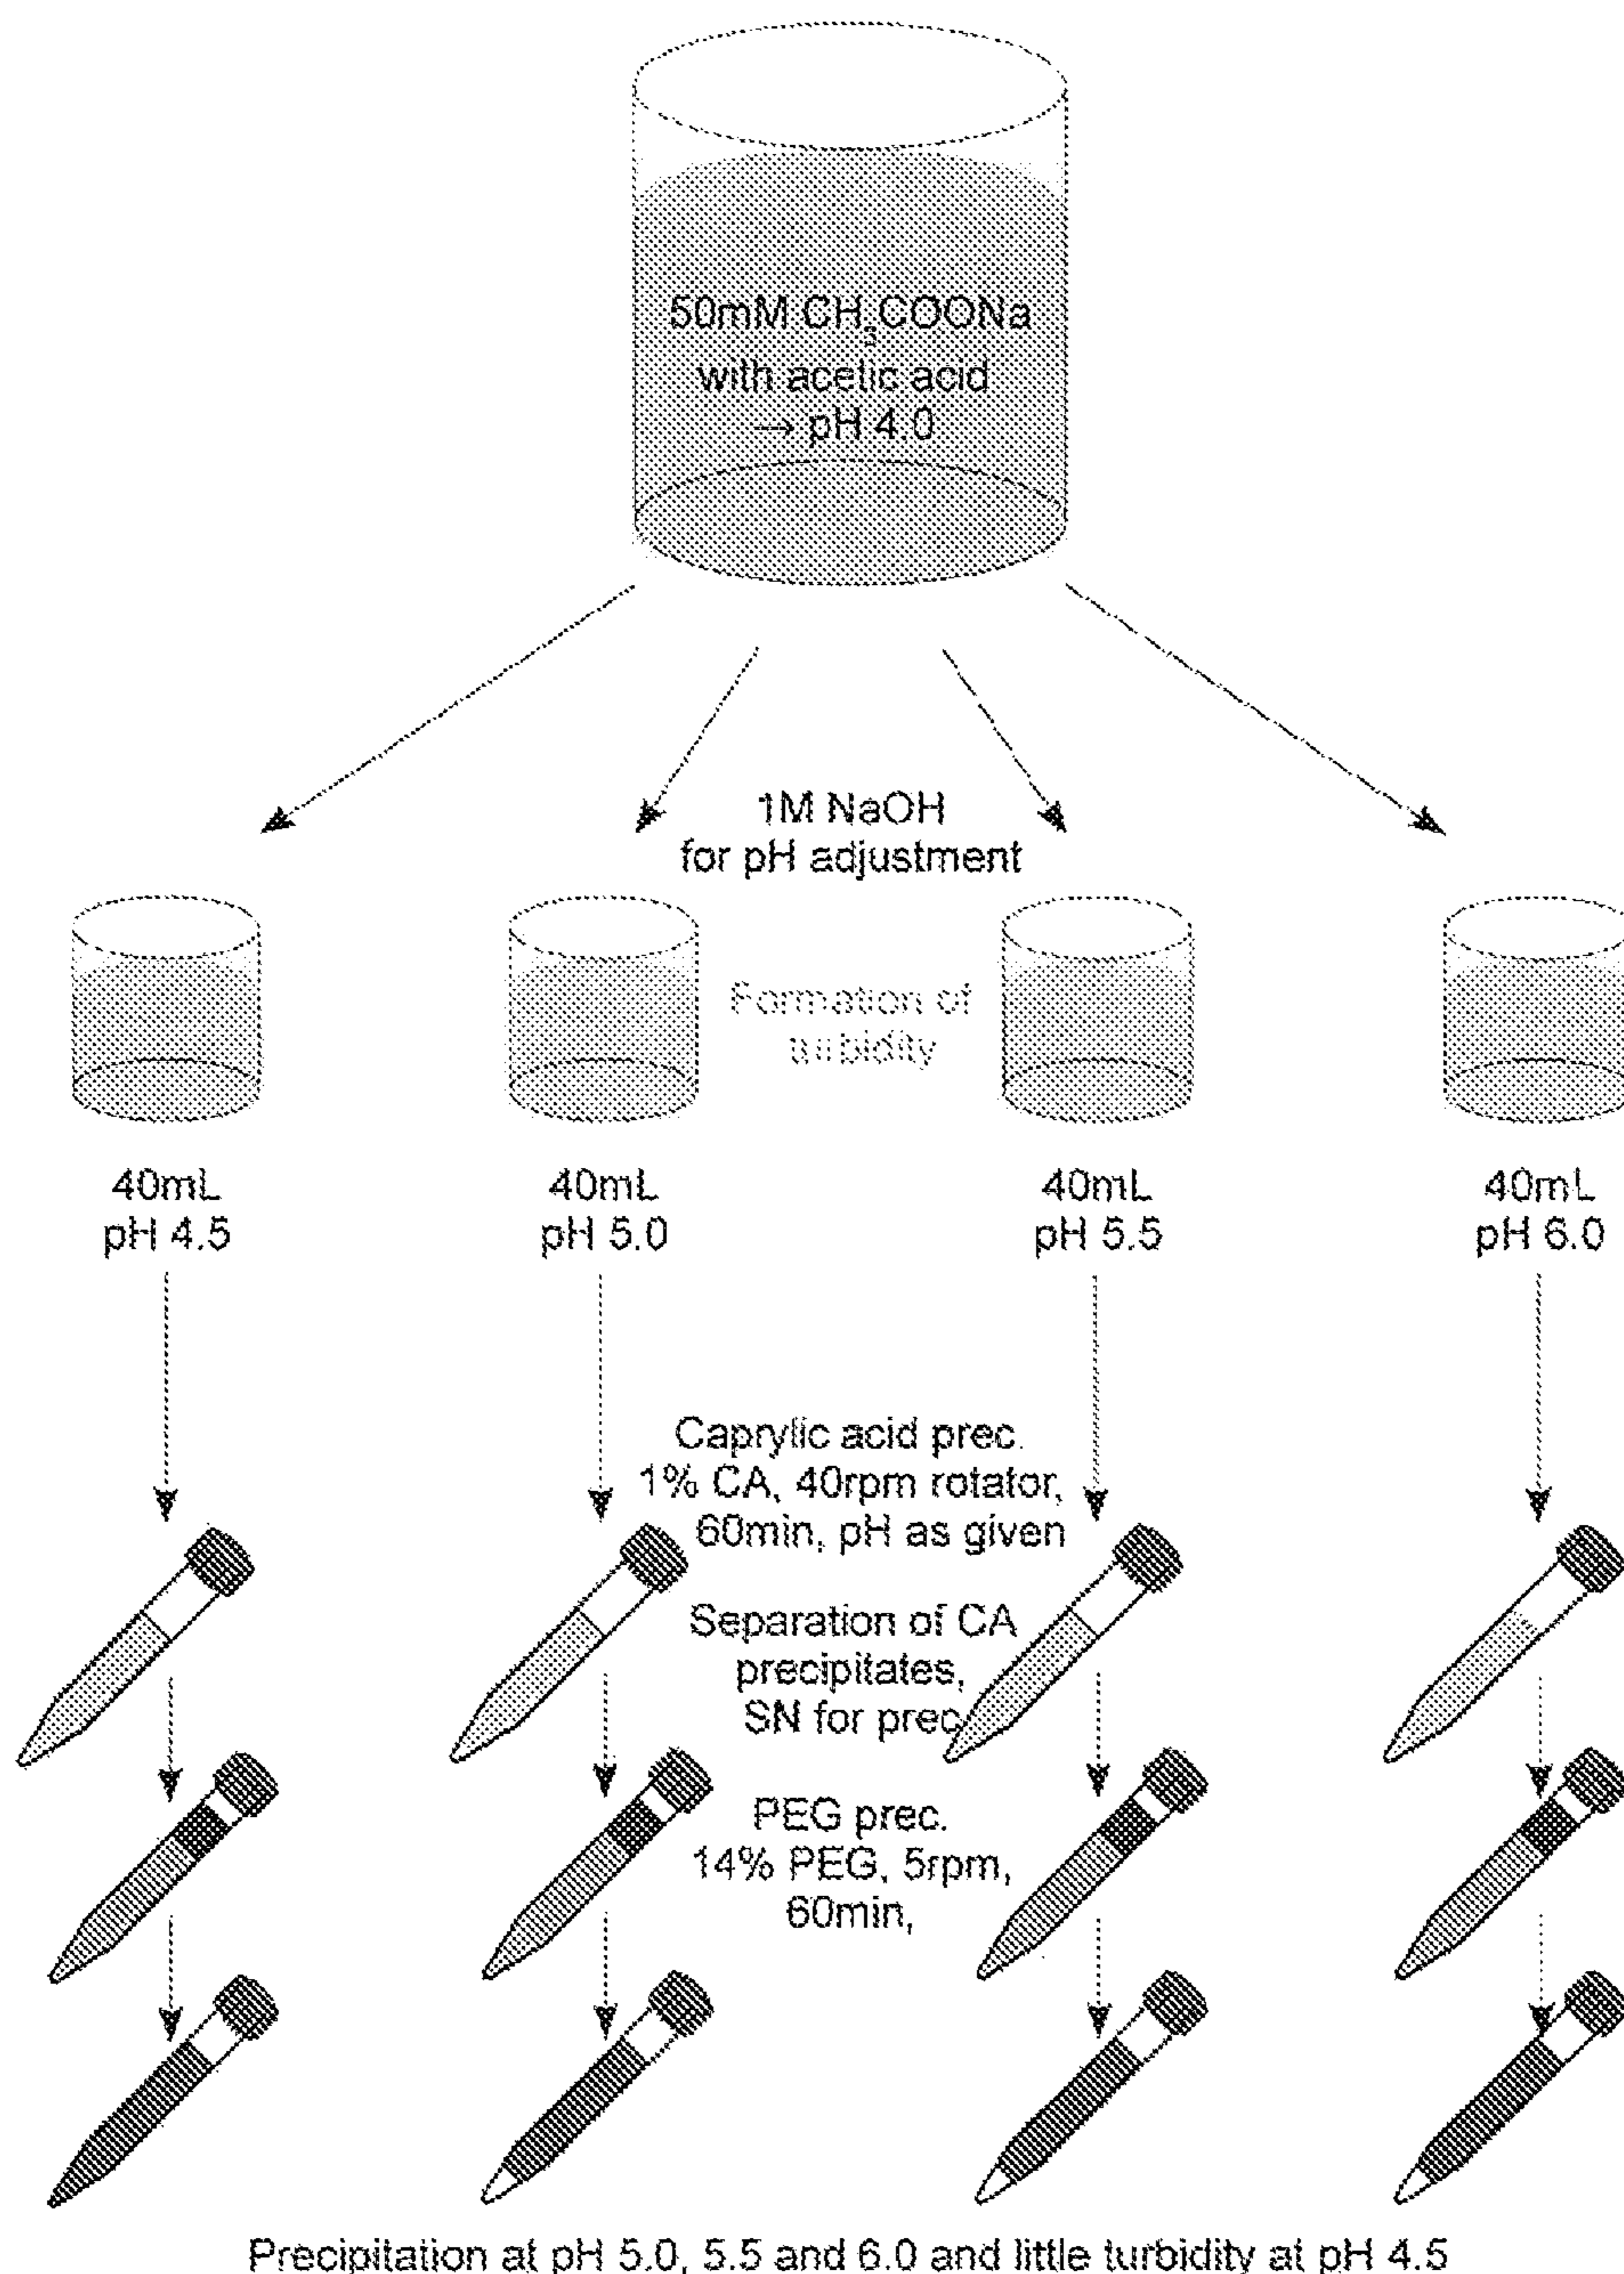 50mM CH₃COONa
with acetic acid
→ pH 4.0
1M NaOH
for pH adjustment
Formation of
turbidity
40mL
pH 4.5
40mL
pH 5.0
40mL
pH 5.5
40mL
pH 6.0
Caprylic acid prec.
1% CA, 40rpm rotator,
60min, pH as given
Separation of CA
precipitates,
SN for prec
PEG prec.
14% PEG, 5rpm,
60min,
Precipitation at pH 5.0, 5.5 and 6.0 and little turbidity at pH 4.5